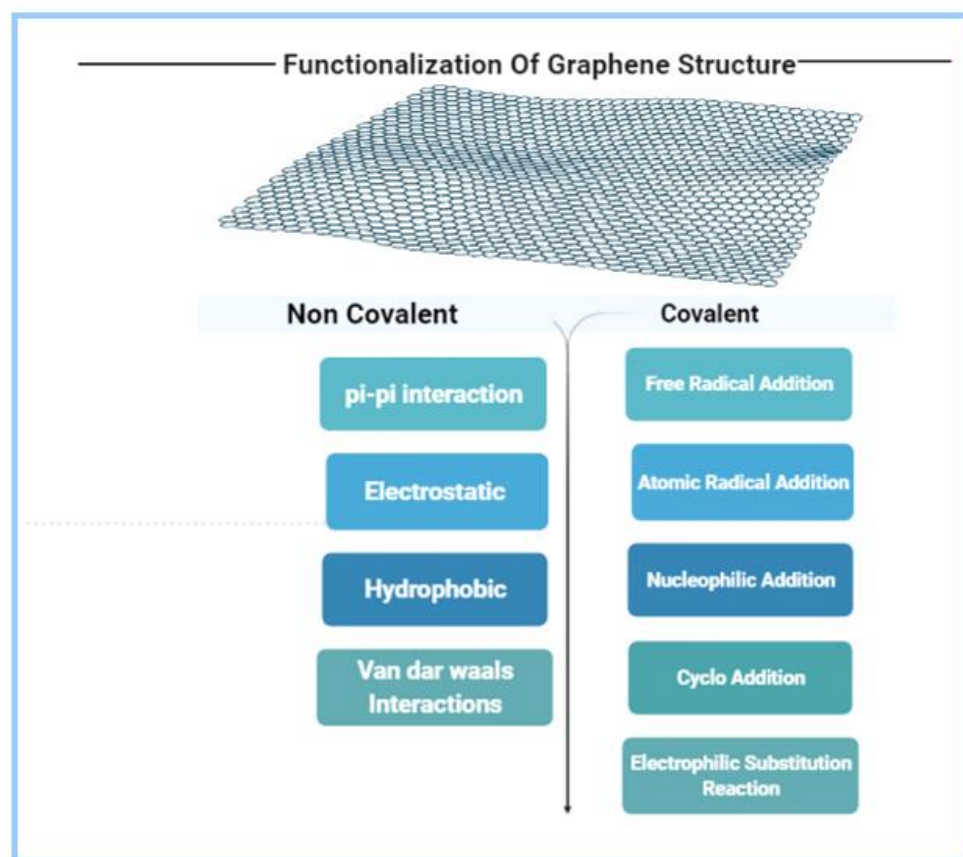 Functionalization Of Graphene Structure
Non Covalent
pi-pi interaction
Electrostatic
Hydrophobic
Van dar waals
Interactions
Covalent
Free Radical Addition
Atomic Radical Addition
Nucleophilic Addition
Cyclo Addition
Electrophilic Substitution
Reaction